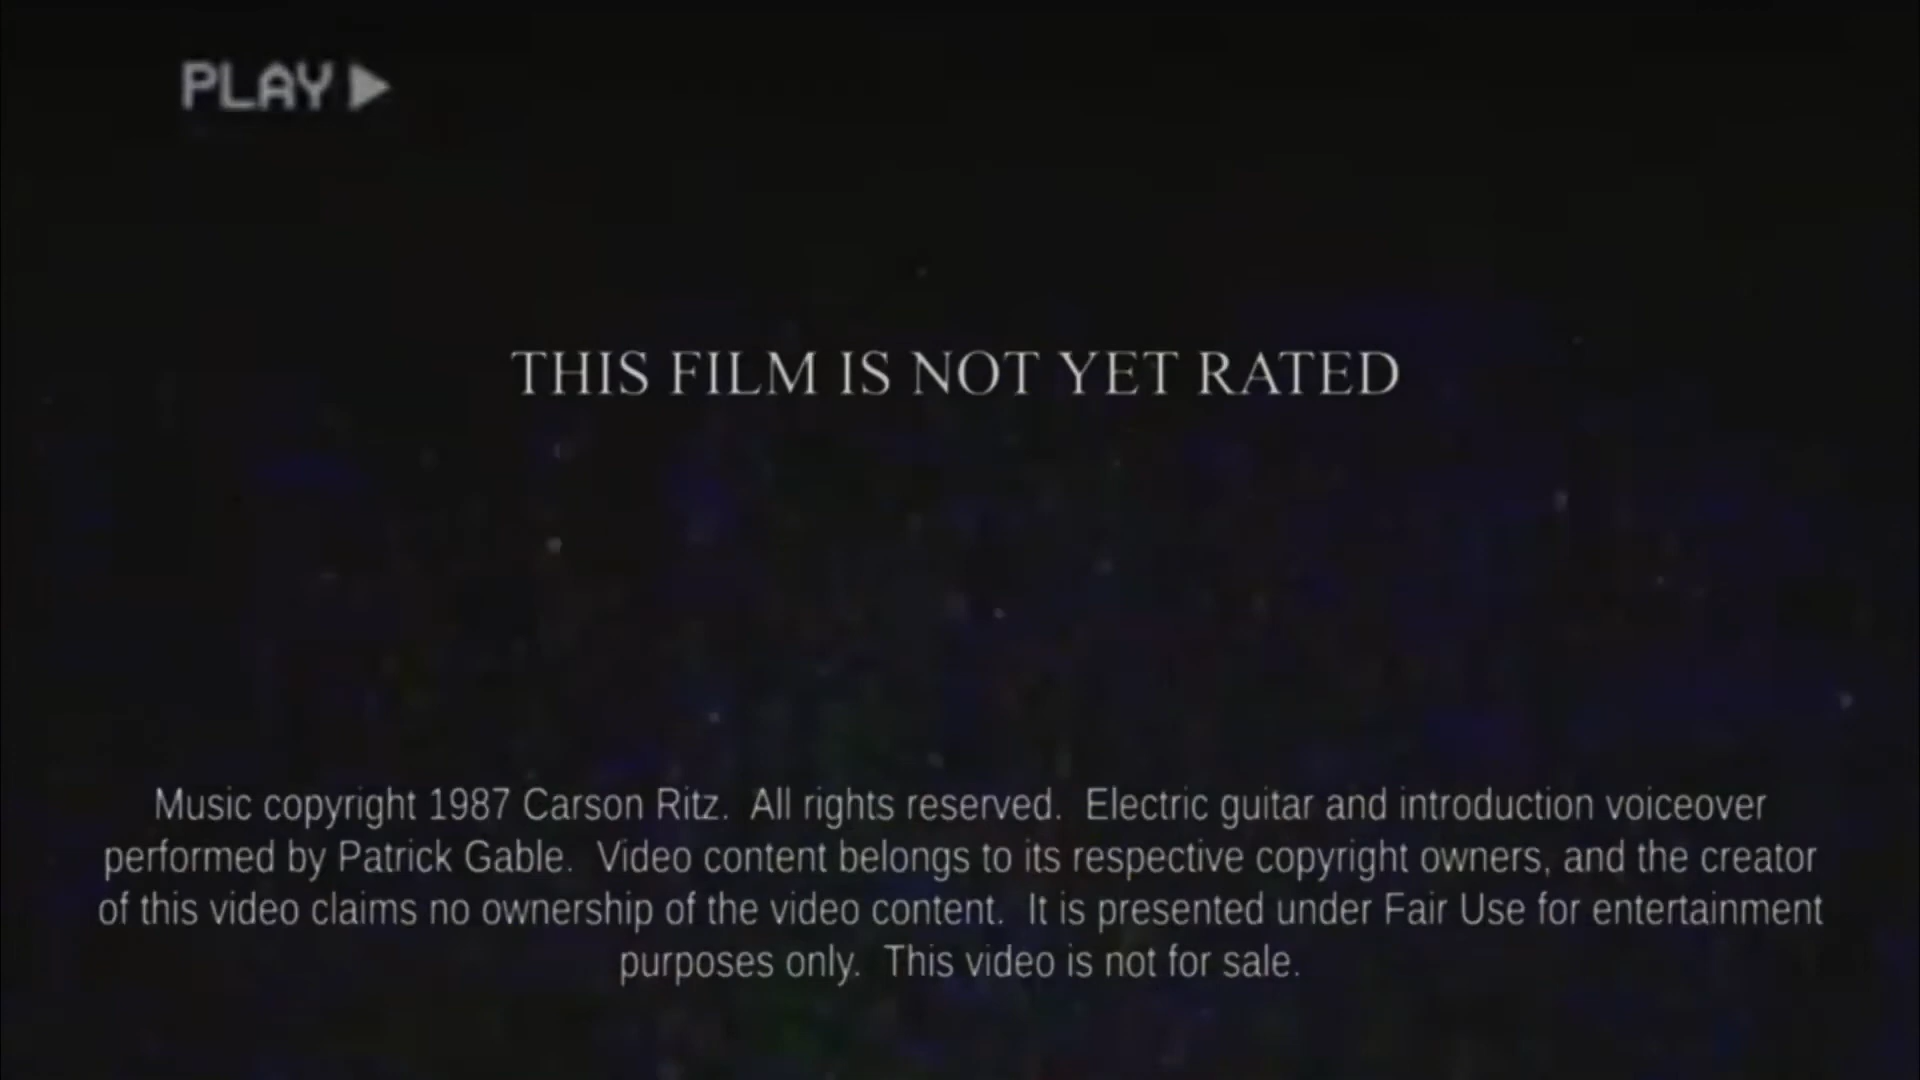 PLAY
THIS FILM IS NOT YET RATED
Music copyright 1987 Carson Ritz.  All rights reserved.  Electric guitar and introduction voiceover
performed by Patrick Gable.  Video content belongs to its respective copyright owners, and the creator
of this video claims no ownership of the video content.  It is presented under Fair Use for entertainment
purposes only.  This video is not for sale.